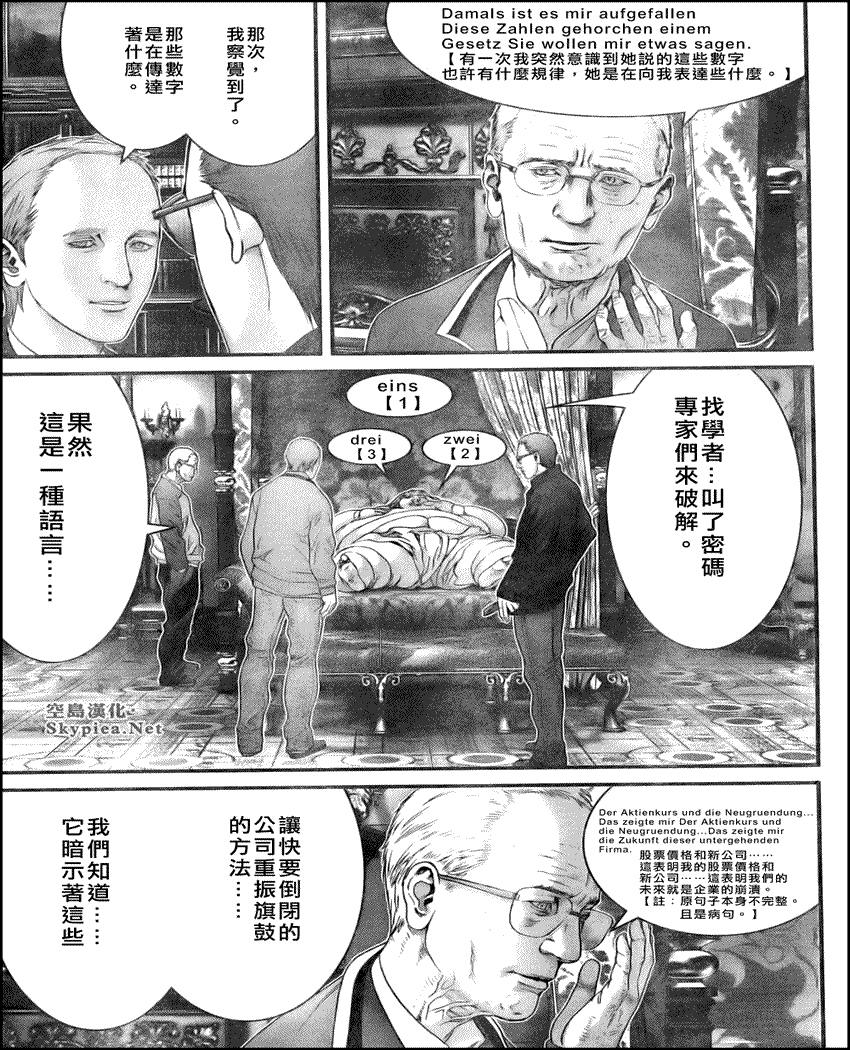 Damals ist es mir aufgefallen
Diese Zahlen gehorchen einem
Gesetz Sie wollen mir etwas sagen.
【有一次我突然意識到她説的這些數字
也許有什麼規律，她是在向我表達些什麼。】
那次，
我察覺到了。
那些數字
是在傳達
著什麼。
找學者…叫了密碼
專家們來破解。
eins
【1】
zwei
【2】
drei
【3】
果然
這是一種語言……
空島漢化
Skypiea.Net
Der Aktienkurs und die Neugruendung...
Das zeigte mir Der Aktienkurs und
die Neugruendung...Das zeigte mir
die Zukunft dieser untergehenden
Firma.
股票價格和新公司……
這表明我的股票價格和
新公司……這表明我們的
未來就是企業的崩潰。
【註：原句子本身不完整。
且是病句。】
讓快要倒閉的
公司重振旗鼓
的方法……
我們知道……
它暗示著這些